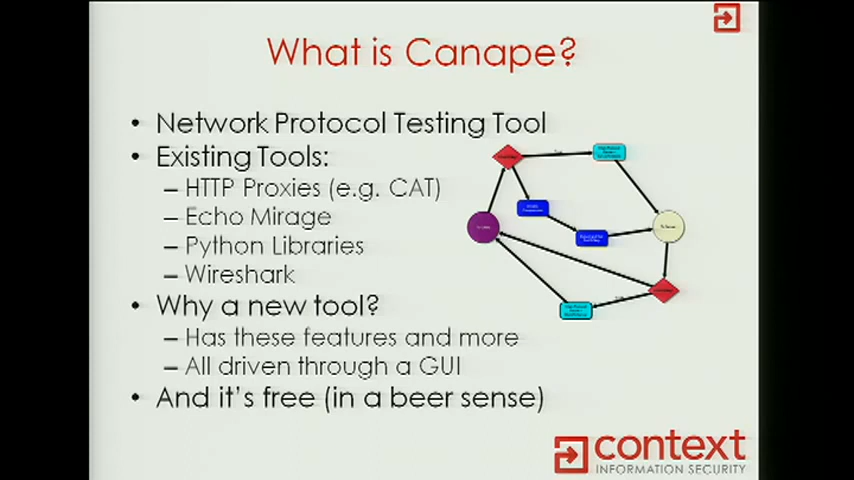 What is Canape?
• Network Protocol Testing Tool
• Existing Tools:
– HTTP Proxies (e.g. CAT)
– Echo Mirage
– Python Libraries
– Wireshark
• Why a new tool?
– Has these features and more
– All driven through a GUI
• And it's free (in a beer sense)
context
INFORMATION SECURITY